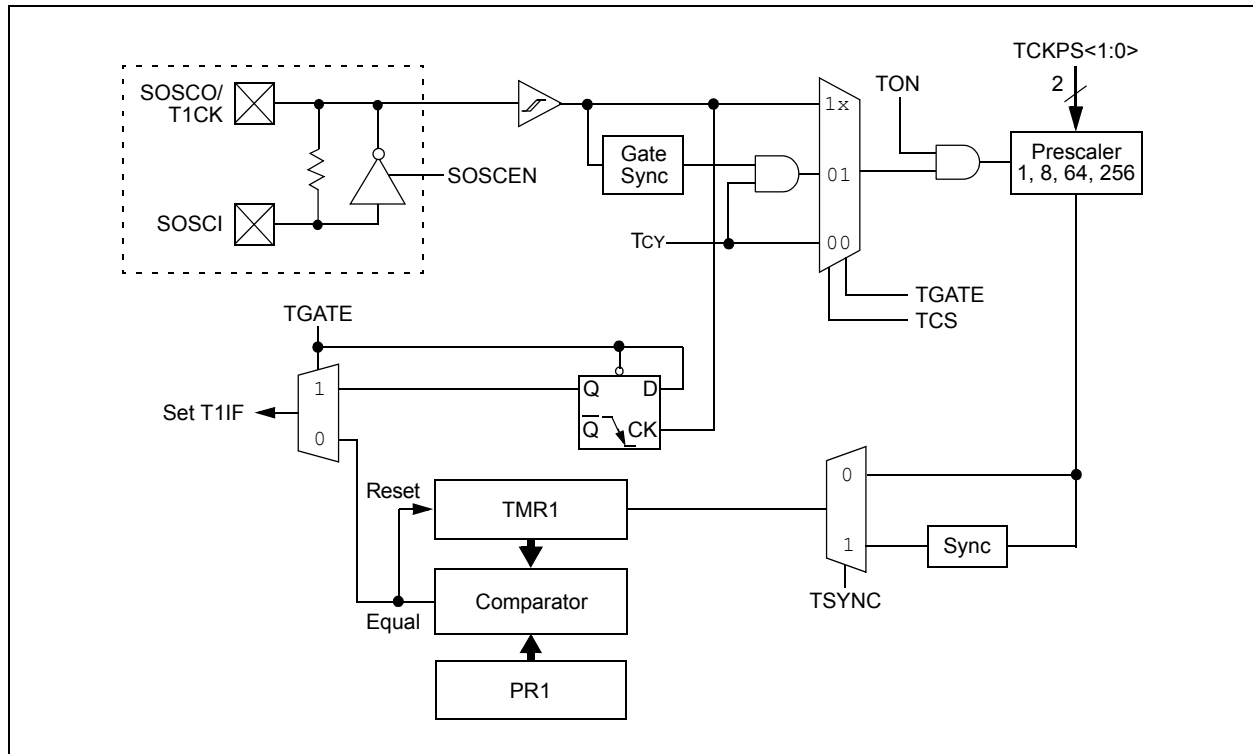 TCKPS<1:0>
2
SOSCO/
T1CK
TON
1x
Gate
Sync
Prescaler
1, 8, 64, 256
SOSCEN
01
SOSCI
TCY
00
TGATE
TCS
TGATE
1
Q
D
Set T1IF
Q
CK
0
Reset
TMR1
0
1
Sync
Comparator
TSYNC
Equal
PR1